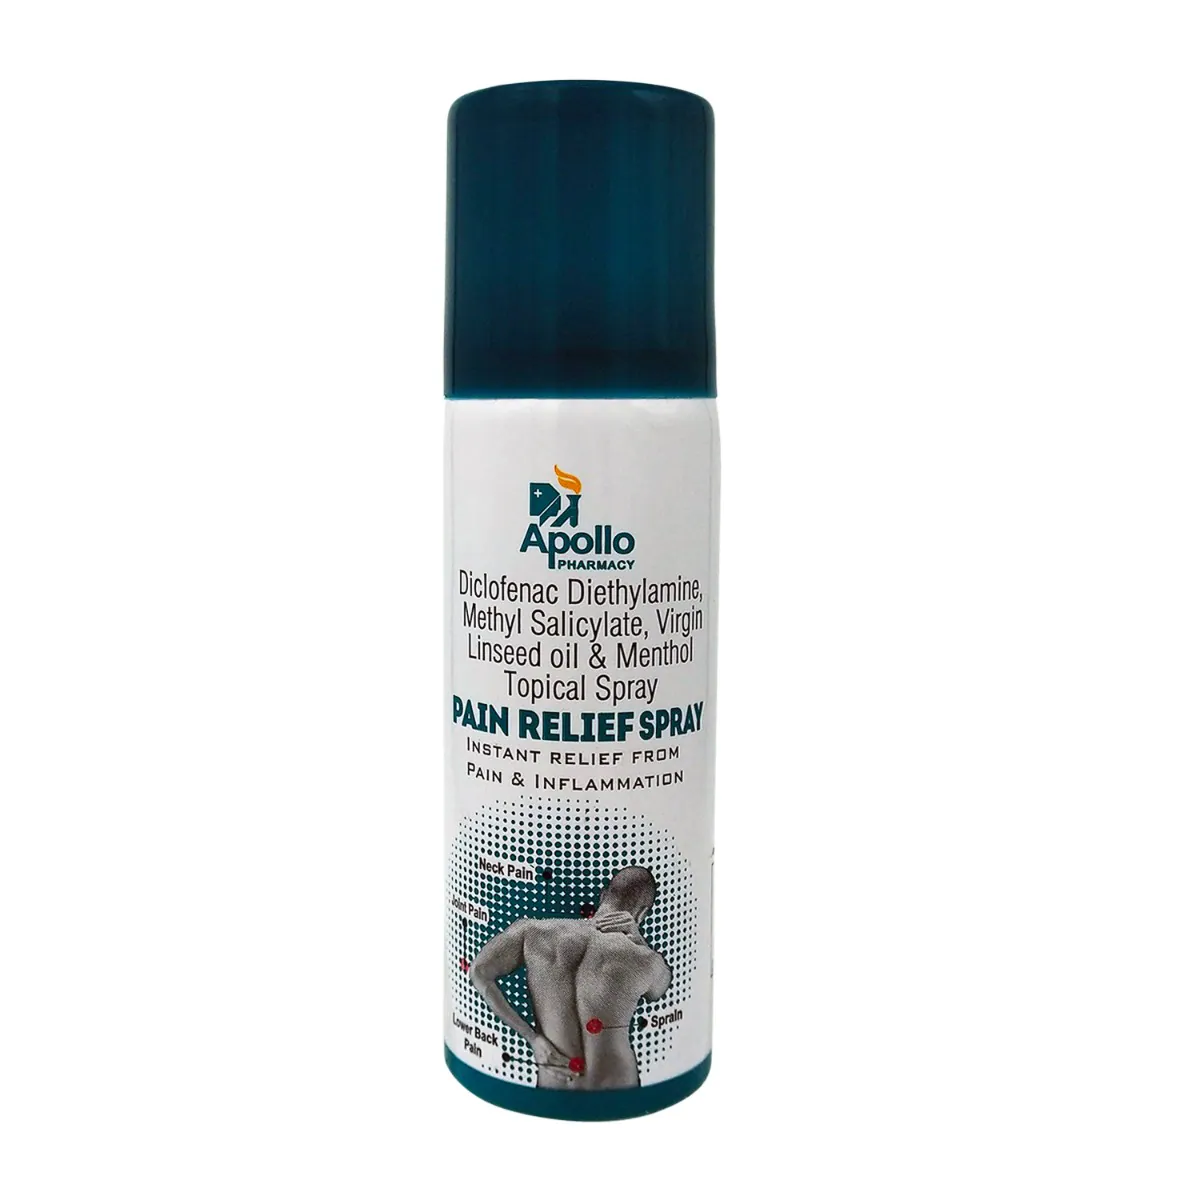 Apollo
PHARMACY
Diclofenac Diethylamine,
Methyl Salicylate, Virgin
Linseed oil & Menthol
Topical Spray
PAIN RELIEF SPRAY
INSTANT RELIEF FROM
PAIN & INFLAMMATION
Neck Pain
Joint Pain
Sprain
Lower Back
Pain